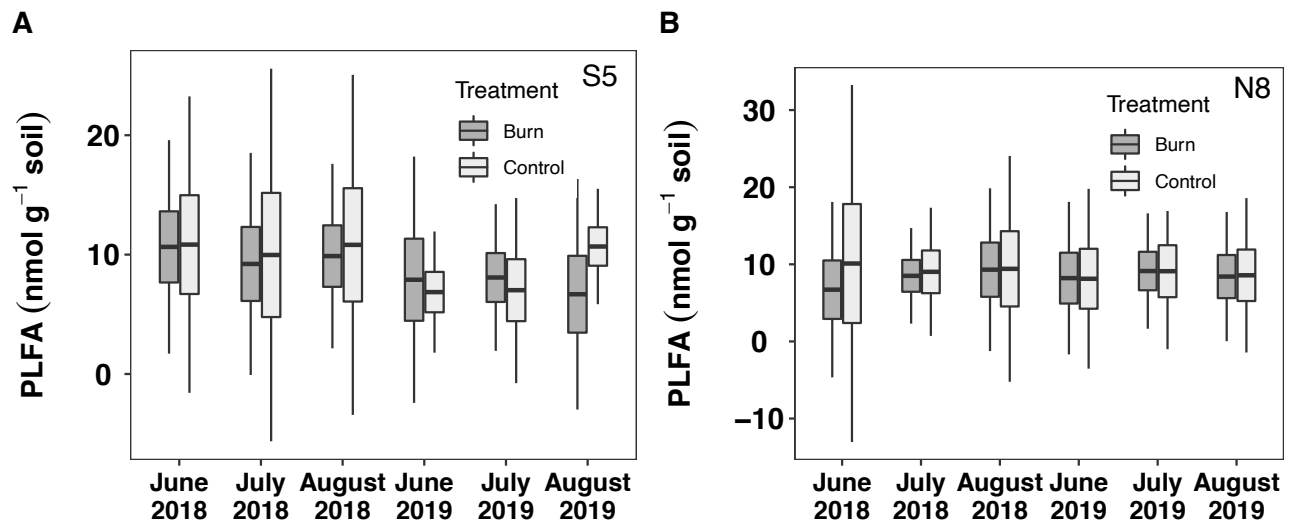 A
PLFA (nmol g−1 soil)
20
10
0
S5
Treatment
Burn
Control
June July August June July August
2018 2018 2018 2019 2019 2019
B
PLFA (nmol g−1 soil)
30
20
10
0
−10
N8
Treatment
Burn
Control
June July August June July August
2018 2018 2018 2019 2019 2019